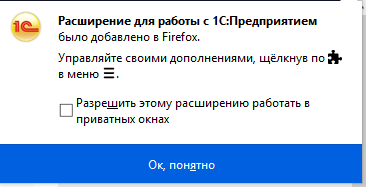 1С
Расширение для работы с 1С:Предприятием
было добавлено в Firefox.
Управляйте своими дополнениями, щёлкнув по
в меню ☰.
Разрешить этому расширению работать в
приватных окнах
Ок, понятно